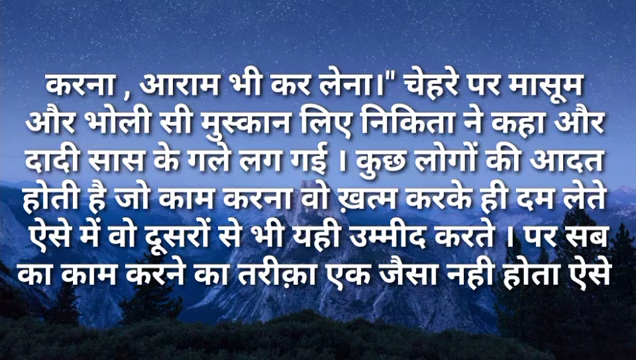 करना , आराम भी कर लेना।" चेहरे पर मासूम
और भोली सी मुस्कान लिए निकिता ने कहा और
दादी सास के गले लग गई । कुछ लोगों की आदत
होती है जो काम करना वो ख़त्म करके ही दम लेते
ऐसे में वो दूसरों से भी यही उम्मीद करते । पर सब
का काम करने का तरीक़ा एक जैसा नही होता ऐसे